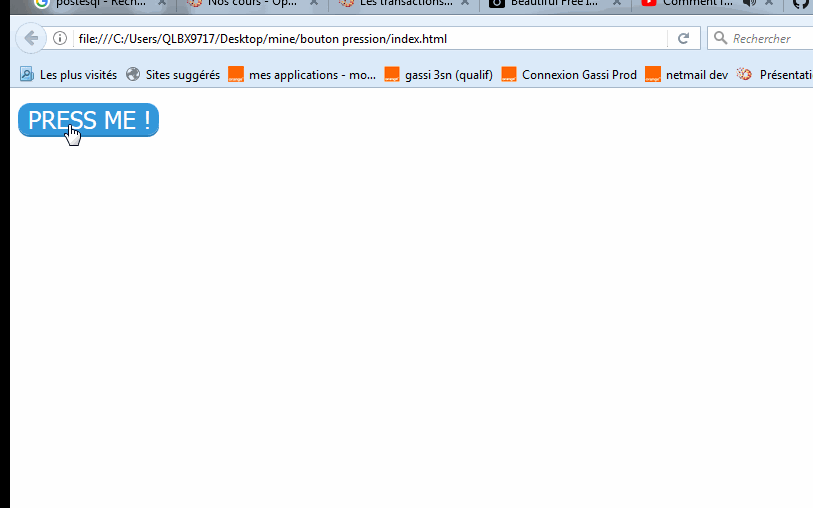 postesql - Rech... Nos cours - Op... Les transactions... Beautiful Free I... Comment f...
file:///C:/Users/QLBX9717/Desktop/mine/bouton pression/index.html Rechercher
Les plus visités Sites suggérés mes applications - mo... gassi 3sn (qualif) Connexion Gassi Prod netmail dev Présentati
PRESS ME !